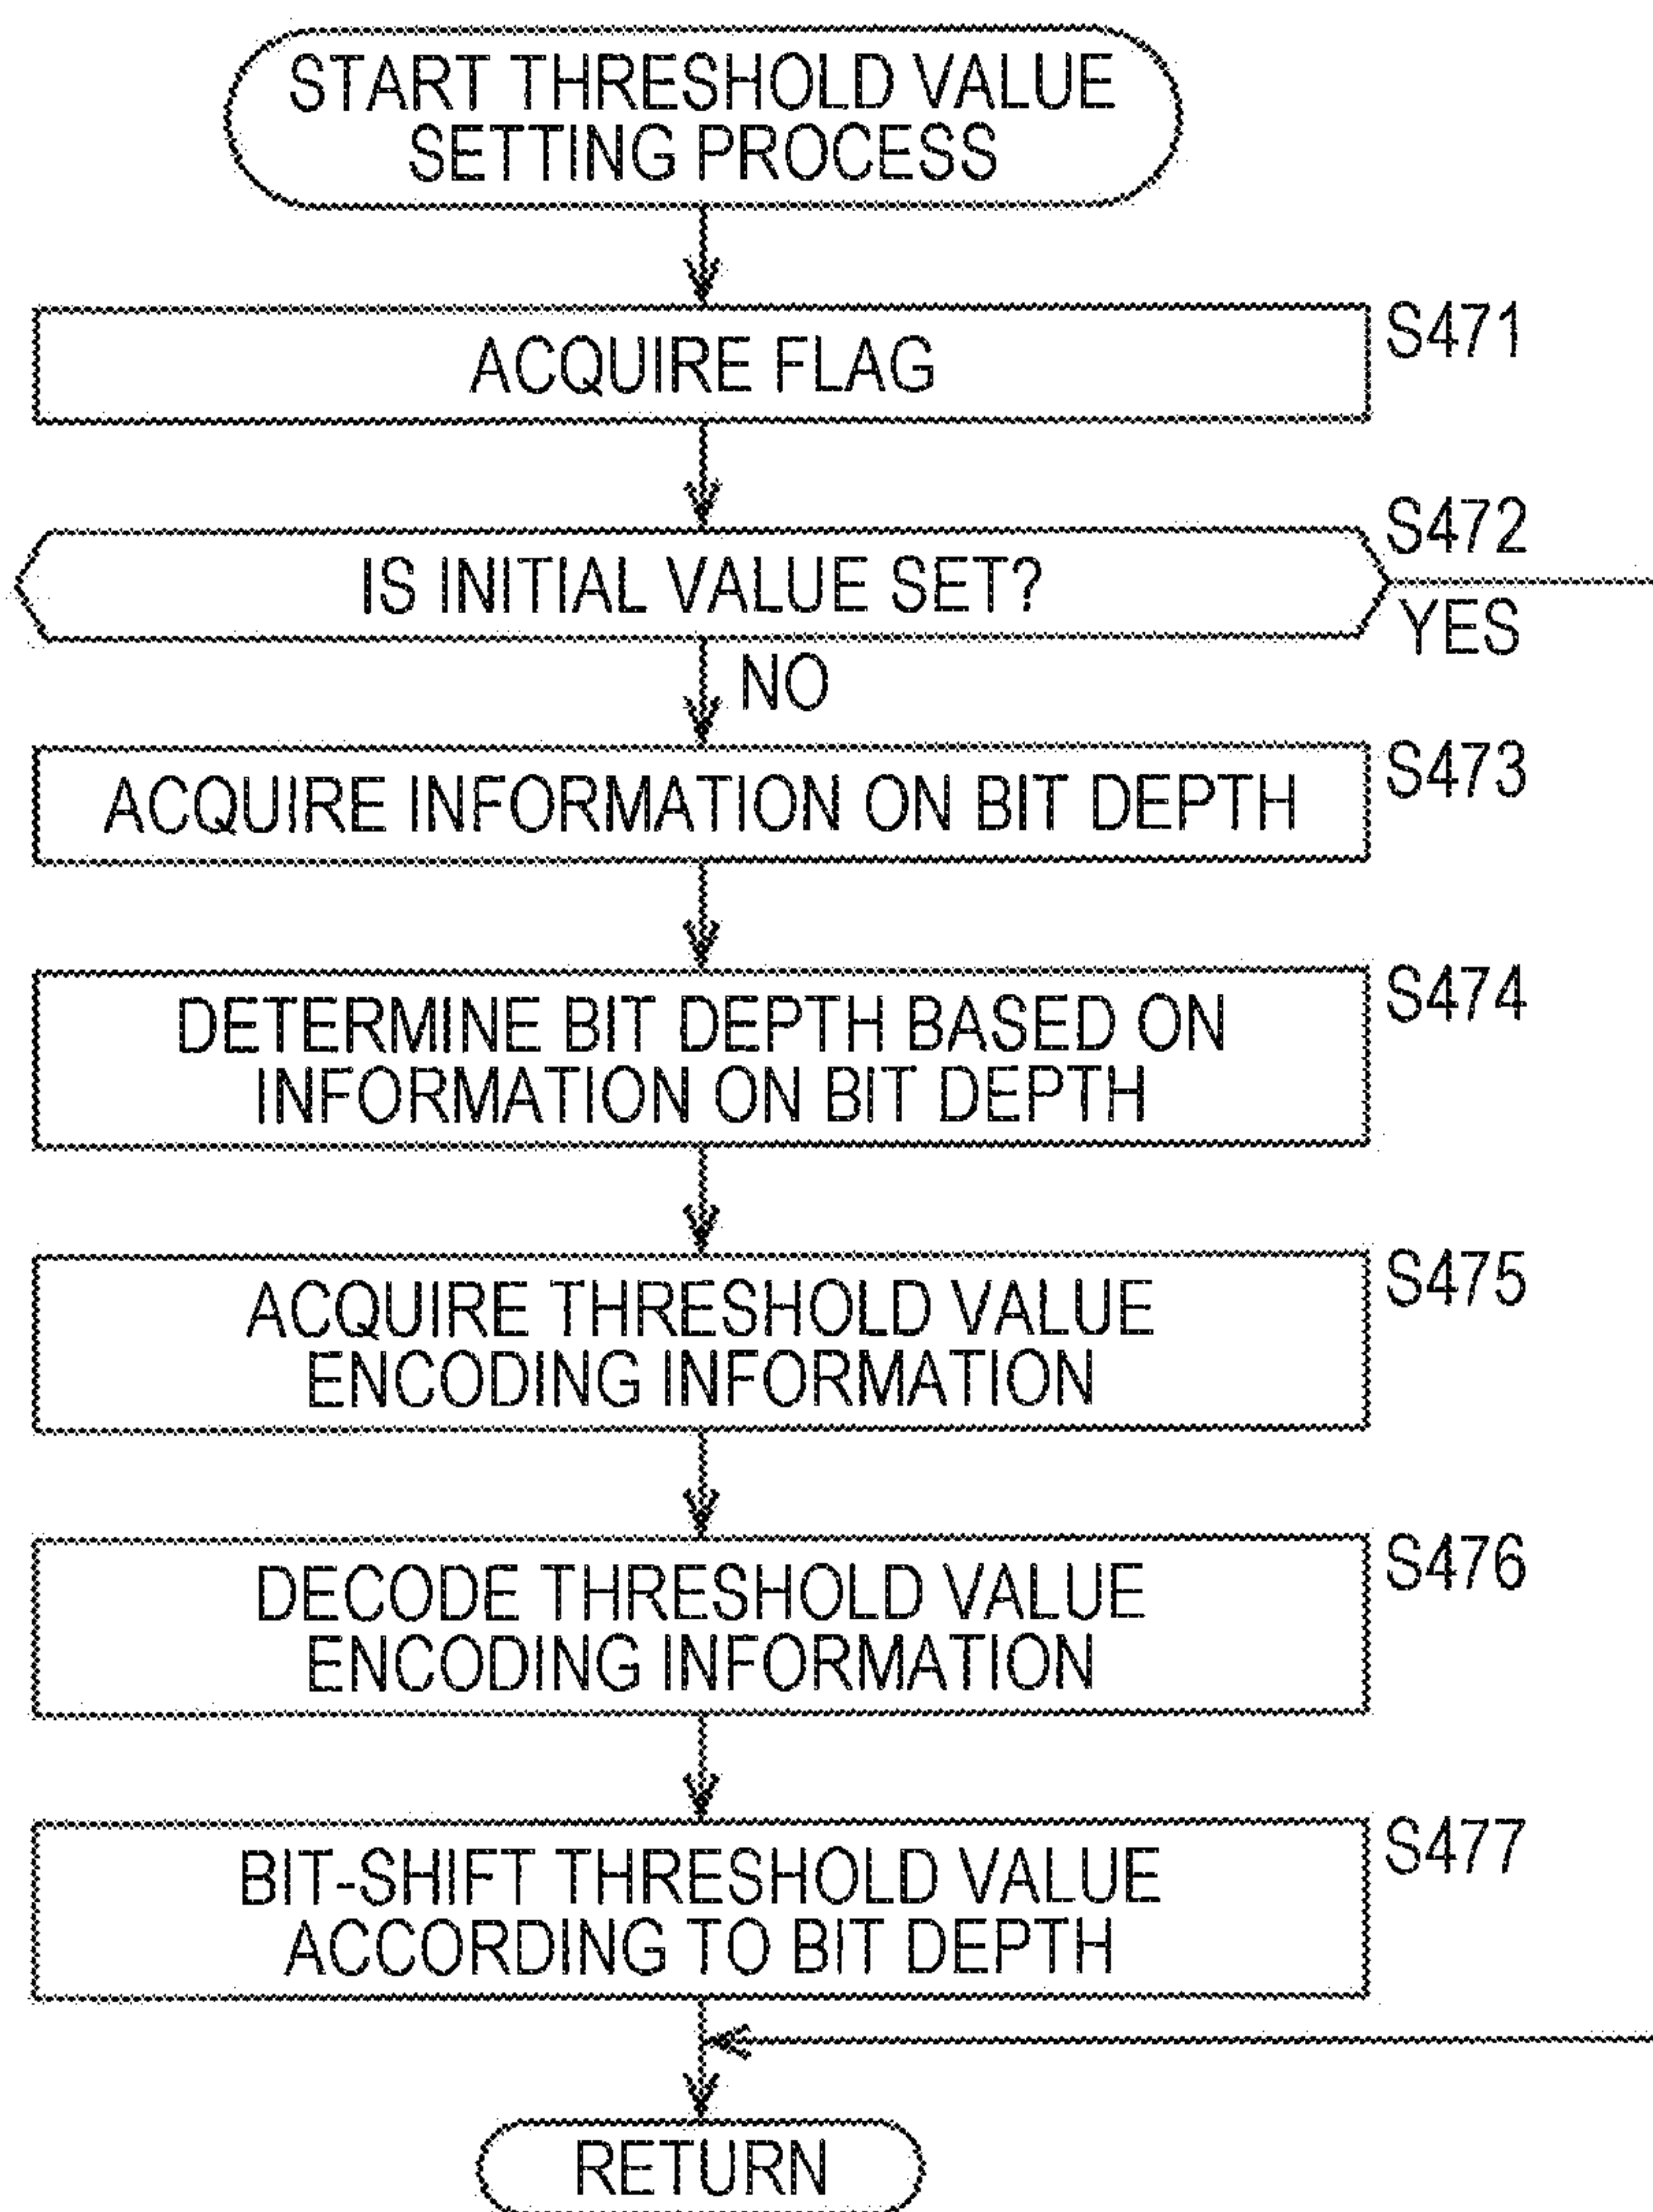 START THRESHOLD VALUE
SETTING PROCESS
ACQUIRE FLAG
S471
IS INITIAL VALUE SET?
S472
YES
NO
ACQUIRE INFORMATION ON BIT DEPTH
S473
DETERMINE BIT DEPTH BASED ON
INFORMATION ON BIT DEPTH
S474
ACQUIRE THRESHOLD VALUE
ENCODING INFORMATION
S475
DECODE THRESHOLD VALUE
ENCODING INFORMATION
S476
BIT-SHIFT THRESHOLD VALUE
ACCORDING TO BIT DEPTH
S477
RETURN